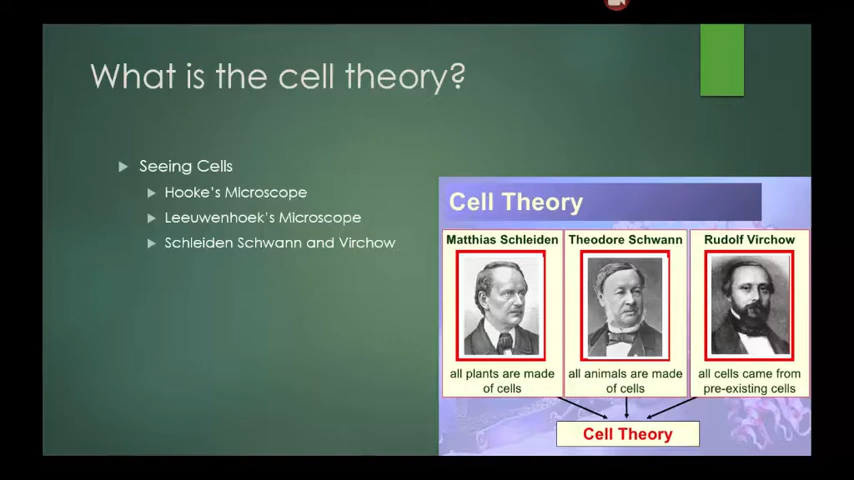 What is the cell theory?
Seeing Cells
Hooke's Microscope
Leeuwenhoek's Microscope
Schleiden Schwann and Virchow
Cell Theory
Matthias Schleiden
Theodore Schwann
Rudolf Virchow
all plants are made
of cells
all animals are made
of cells
all cells came from
pre-existing cells
Cell Theory